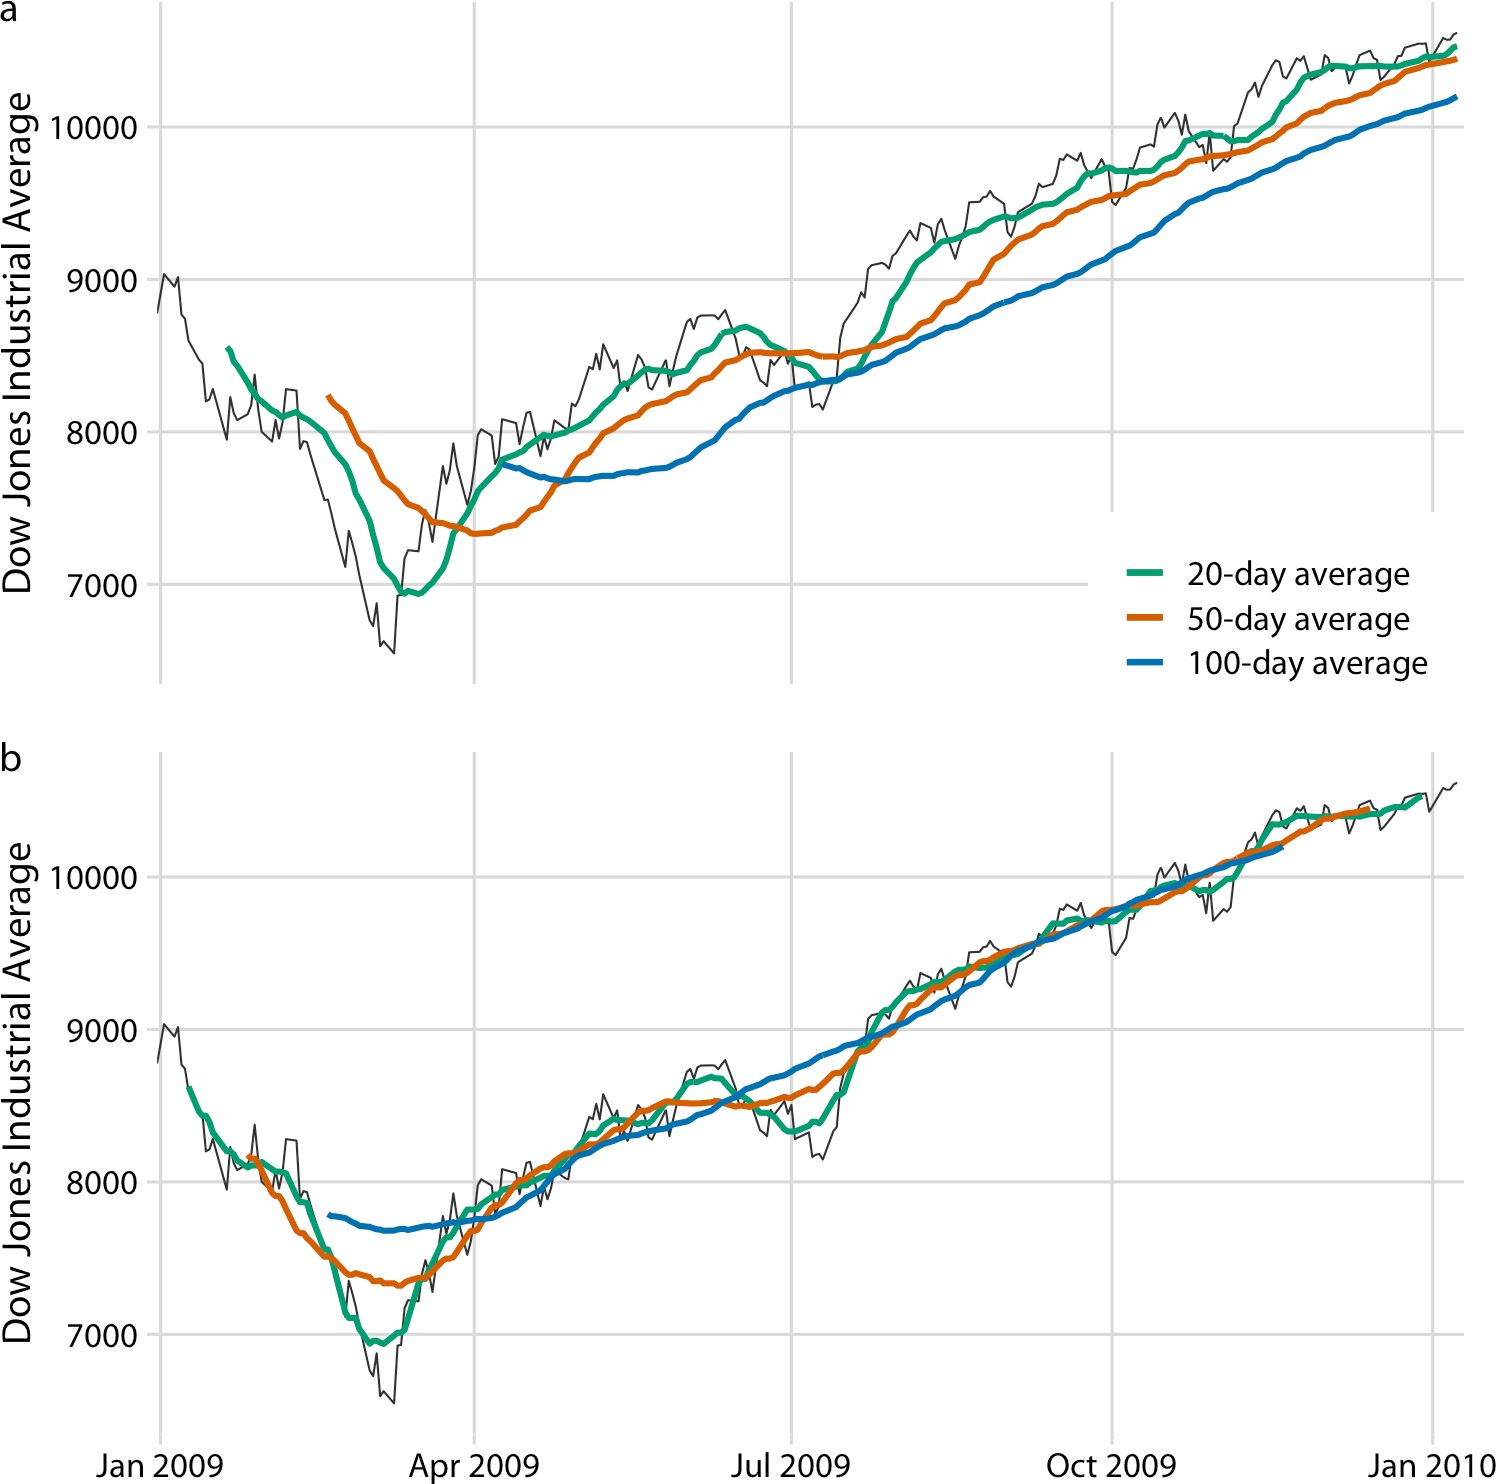 a
Dow Jones Industrial Average
10000
9000
8000
7000
20-day average
50-day average
100-day average
b
Dow Jones Industrial Average
10000
9000
8000
7000
Jan 2009 Apr 2009 Jul 2009 Oct 2009 Jan 2010